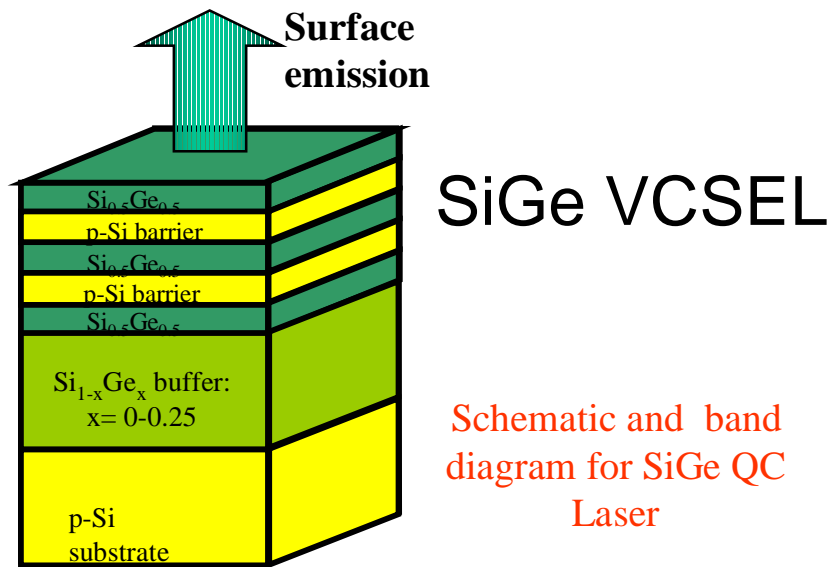 Surface
emission
SiGe VCSEL
Si₀.₅Ge₀.₅
p-Si barrier
Si₀.₅Ge₀.₅
p-Si barrier
Si₀.₅Ge₀.₅
Si₁₋ₓGeₓ buffer:
x= 0-0.25
p-Si
substrate
Schematic and band
diagram for SiGe QC
Laser